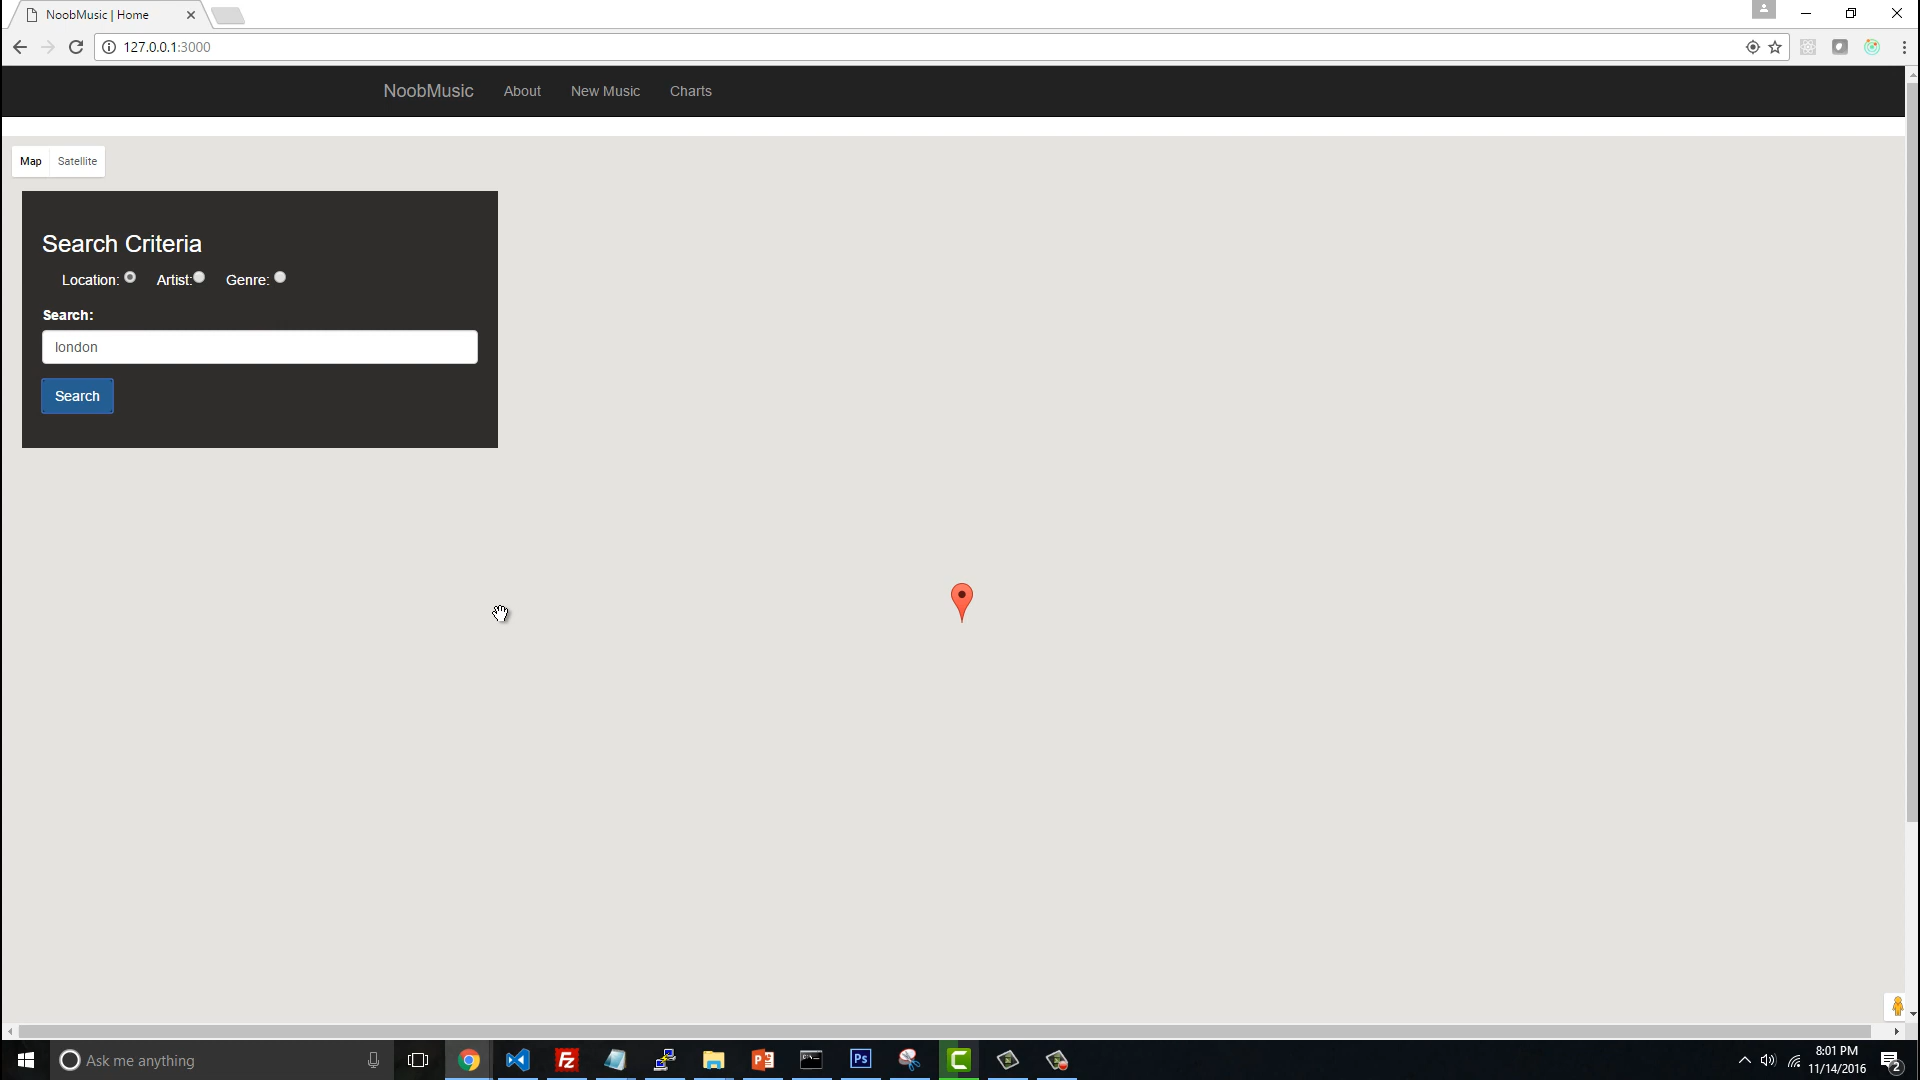 NoobMusic | Home
127.0.0.1:3000
NoobMusic About New Music Charts
Map Satellite
Search Criteria
Location: Artist: Genre:
Search:
london
Search
Ask me anything
8:01 PM
11/14/2016
2